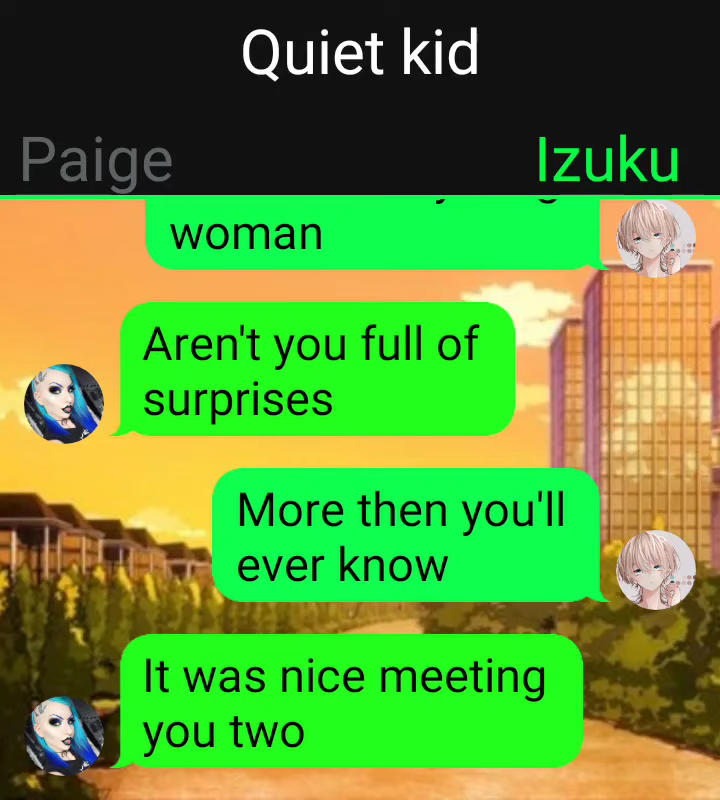 Quiet kid
Paige
Izuku
woman
Aren't you full of
surprises
More then you'll
ever know
It was nice meeting
you two